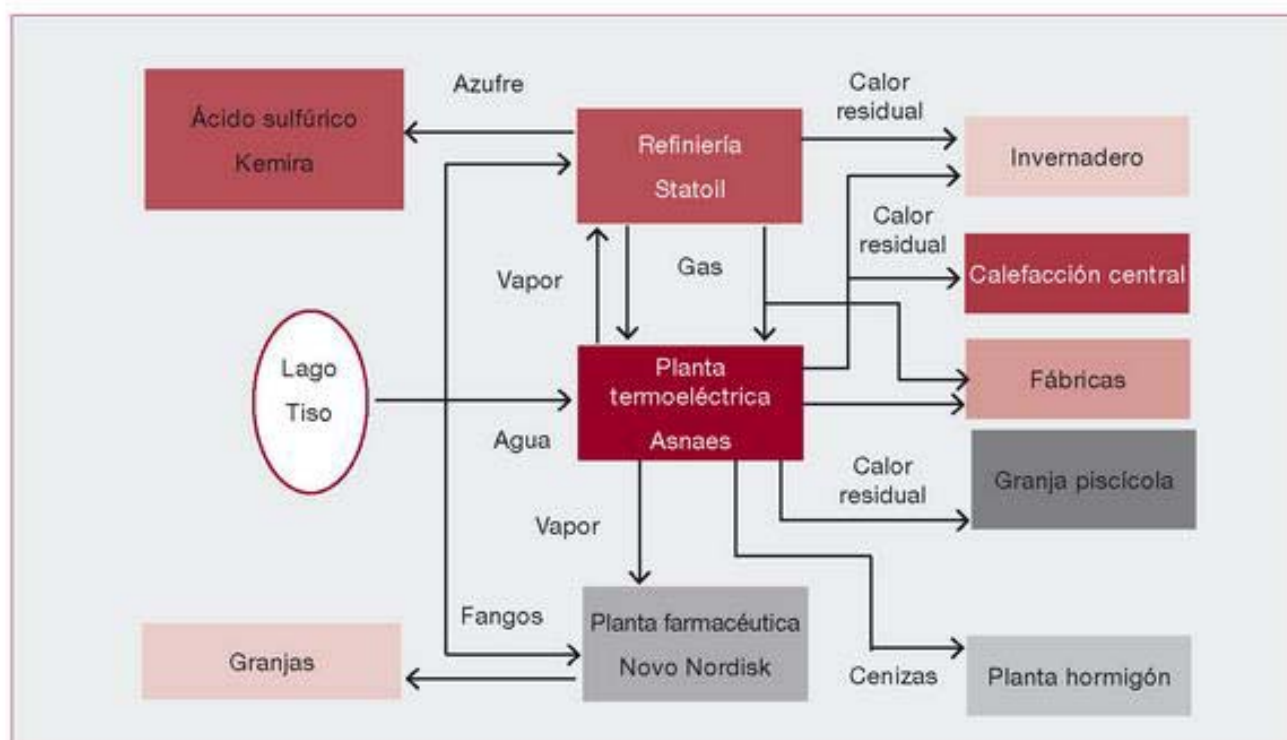 Azufre
Calor
residual
Ácido sulfúrico
Kemira
Refiniería
Statoil
Invernadero
Calor
residual
Vapor
Gas
Calefacción central
Lago
Tiso
Planta
termoeléctrica
Asnaes
Fábricas
Agua
Calor
residual
Granja piscícola
Vapor
Fangos
Planta farmacéutica
Novo Nordisk
Granjas
Cenizas
Planta hormigón